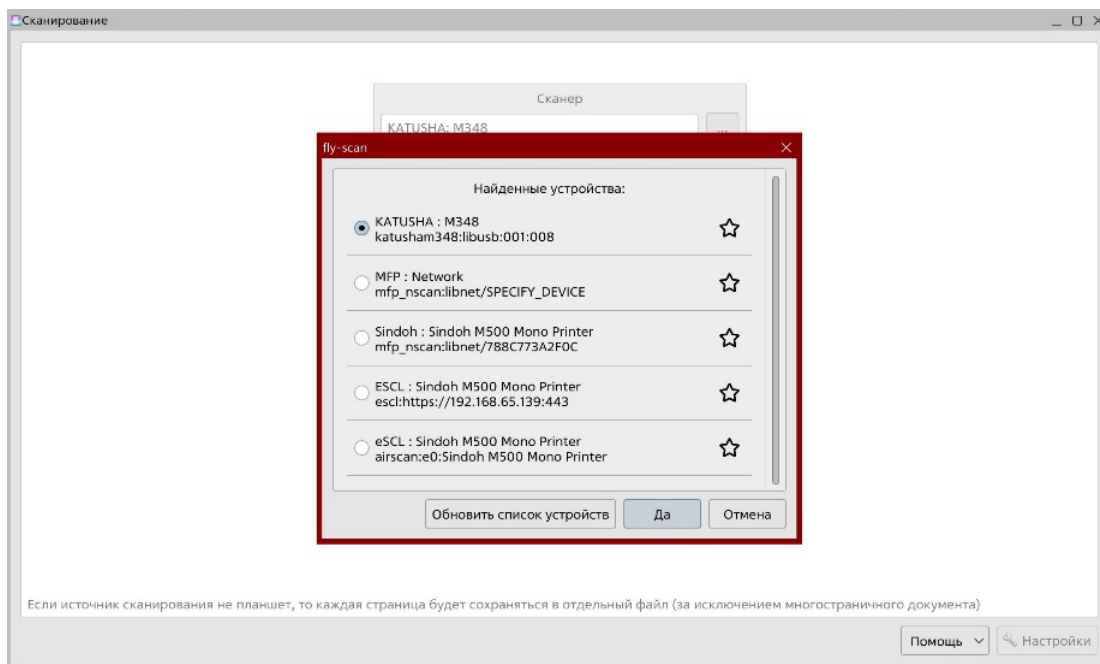 Сканирование
Сканер
KATUSHA: M348
...
fly-scan
Найденные устройства:
KATUSHA : M348
katusham348:libusb:001:008
MFP : Network
mfp_nscan:libnet/SPECIFY_DEVICE
Sindoh : Sindoh M500 Mono Printer
mfp_nscan:libnet/788C773A2F0C
ESCL : Sindoh M500 Mono Printer
escl:https://192.168.65.139:443
eSCL : Sindoh M500 Mono Printer
airscan:e0:Sindoh M500 Mono Printer
Обновить список устройств
Да
Отмена
Если источник сканирования не планшет, то каждая страница будет сохраняться в отдельный файл (за исключением многостраничного документа)
Помощь
Настройки